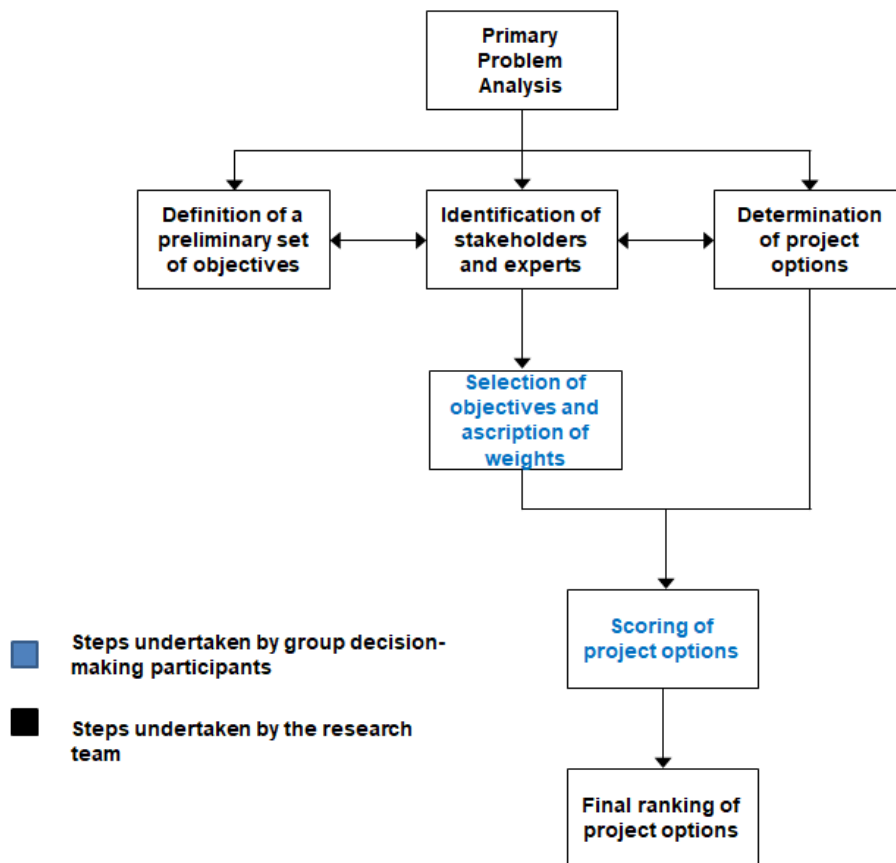 Primary
Problem
Analysis
Definition of a
preliminary set
of objectives
Identification of
stakeholders
and experts
Determination
of project
options
Selection of
objectives and
ascription of
weights
Scoring of
project options
Steps undertaken by group decision-
making participants
Steps undertaken by the research
team
Final ranking of
project options